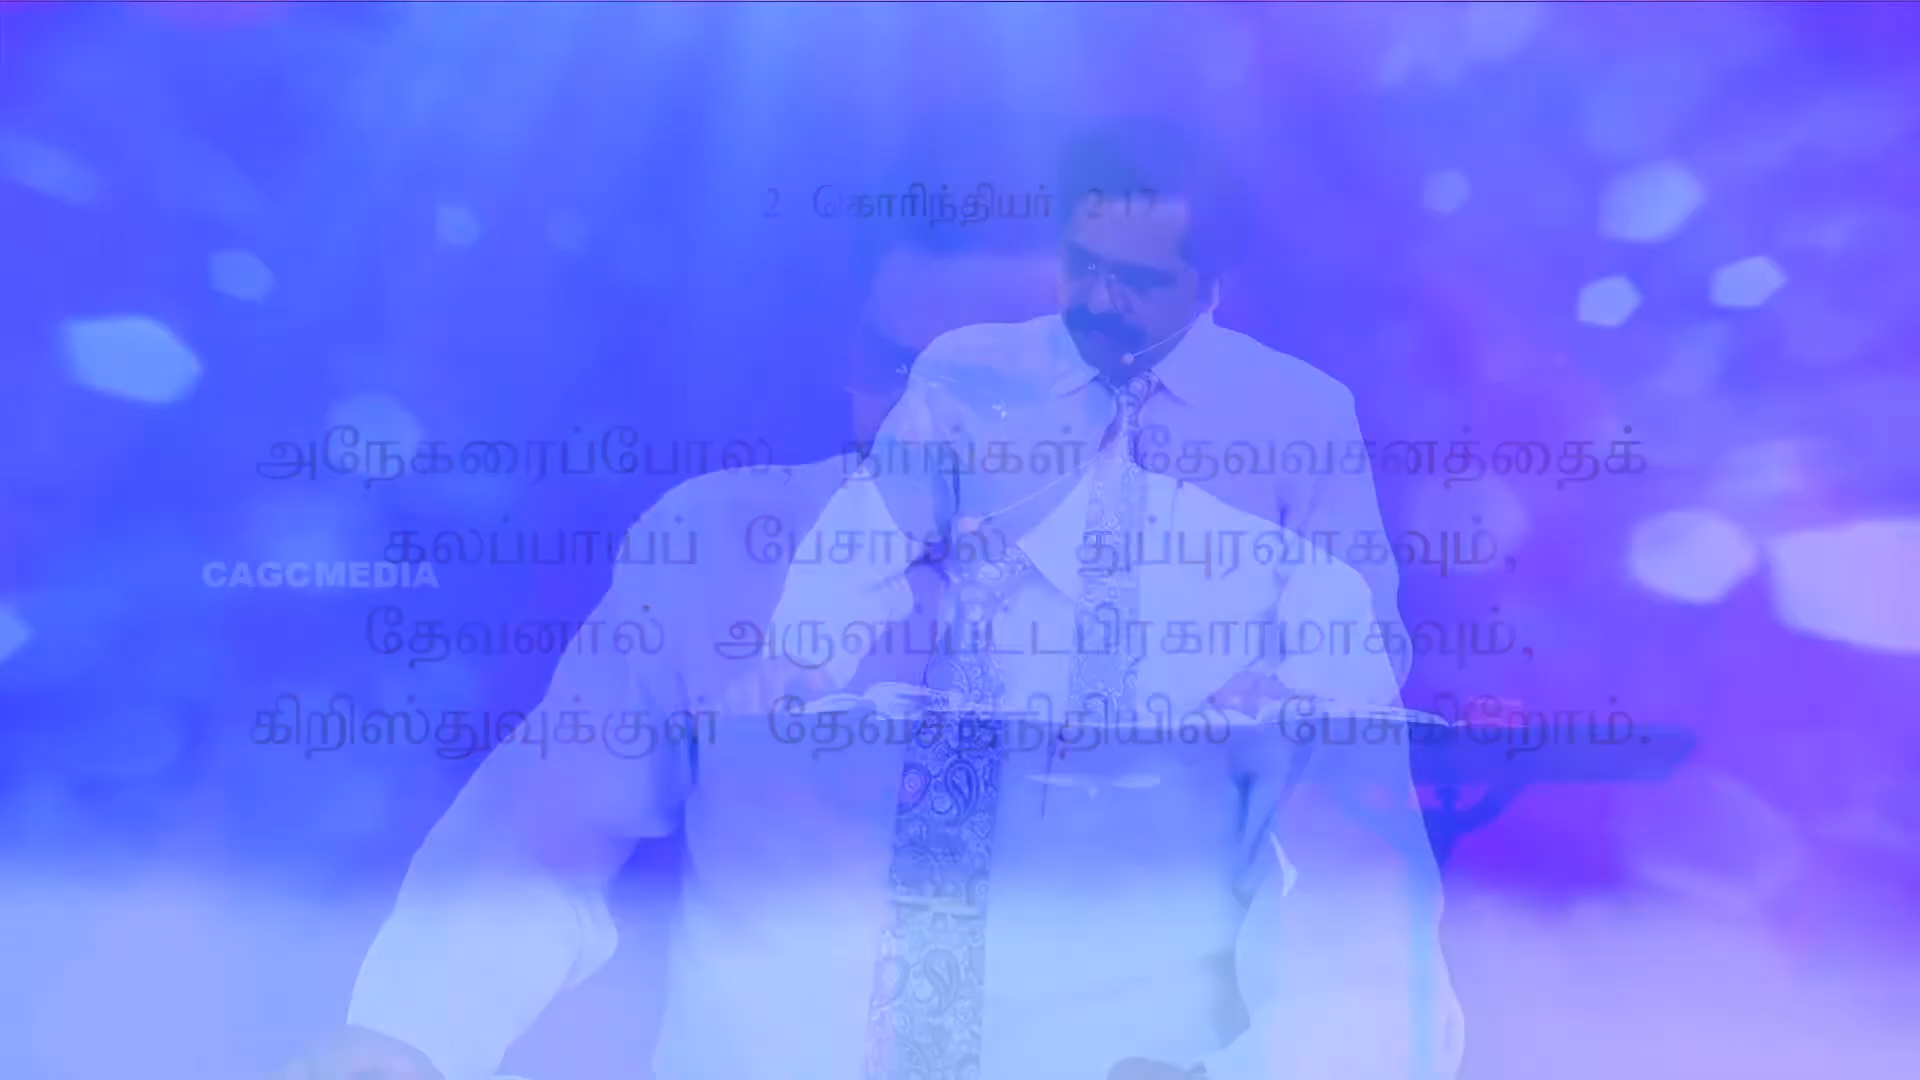 2 கொரிந்தியர் 2:17
அநேகரைப்போல, நாங்கள் தேவவசனத்தைக்
கலப்பாய்ப் பேசாமல், துப்புரவாகவும்,
CAGCMEDIA
தேவனால் அருளப்பட்டபிரகாரமாகவும்,
கிறிஸ்துவுக்குள் தேவசந்நிதியில் பேசுகிறோம்.